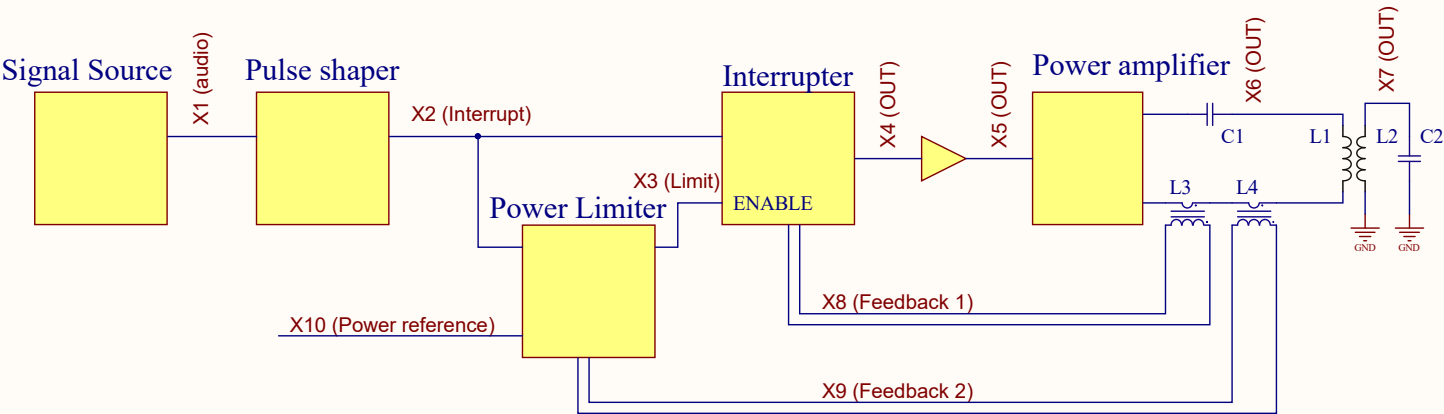 Signal Source
X1 (audio)
Pulse shaper
X2 (Interrupt)
X3 (Limit)
Power Limiter
X10 (Power reference)
Interrupter
ENABLE
X4 (OUT)
X5 (OUT)
Power amplifier
X6 (OUT)
X7 (OUT)
C1
L1
L2
C2
L3
L4
GND
GND
X8 (Feedback 1)
X9 (Feedback 2)